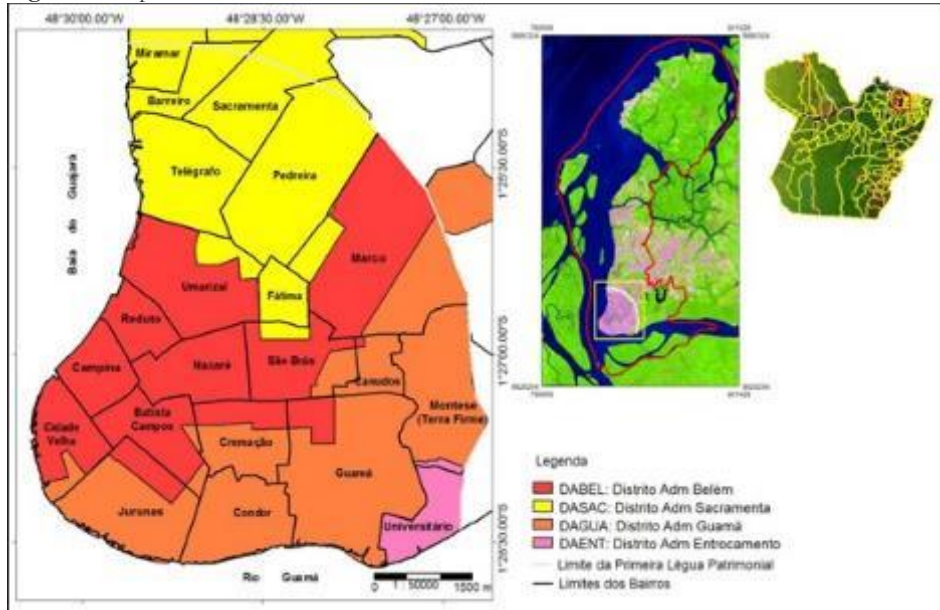 48°30'00.00"W 48°28'30.00"W 48°27'00.00"W
Miramar
Barreiro
Sacramenta
Telégrafo
Pedreira
Marco
Umarizal
Fátima
Reduto
Campina
Nazaré
São Brás
Canudos
Cidade
Velha
Batista
Campos
Cremação
Montese
(Terra Firme)
Guamá
Jurunas
Condor
Universitário
Baia do Guajará
Rio Guamá
1°25'30.00"S
1°27'00.00"S
0 1:50000 1500 m
Legenda
DABEL: Distrito Adm Belém
DASAC: Distrito Adm Sacramenta
DAGUA: Distrito Adm Guamá
DAENT: Distrito Adm Entrocamento
Limite da Primeira Légua Patrimonial
Limites dos Bairros